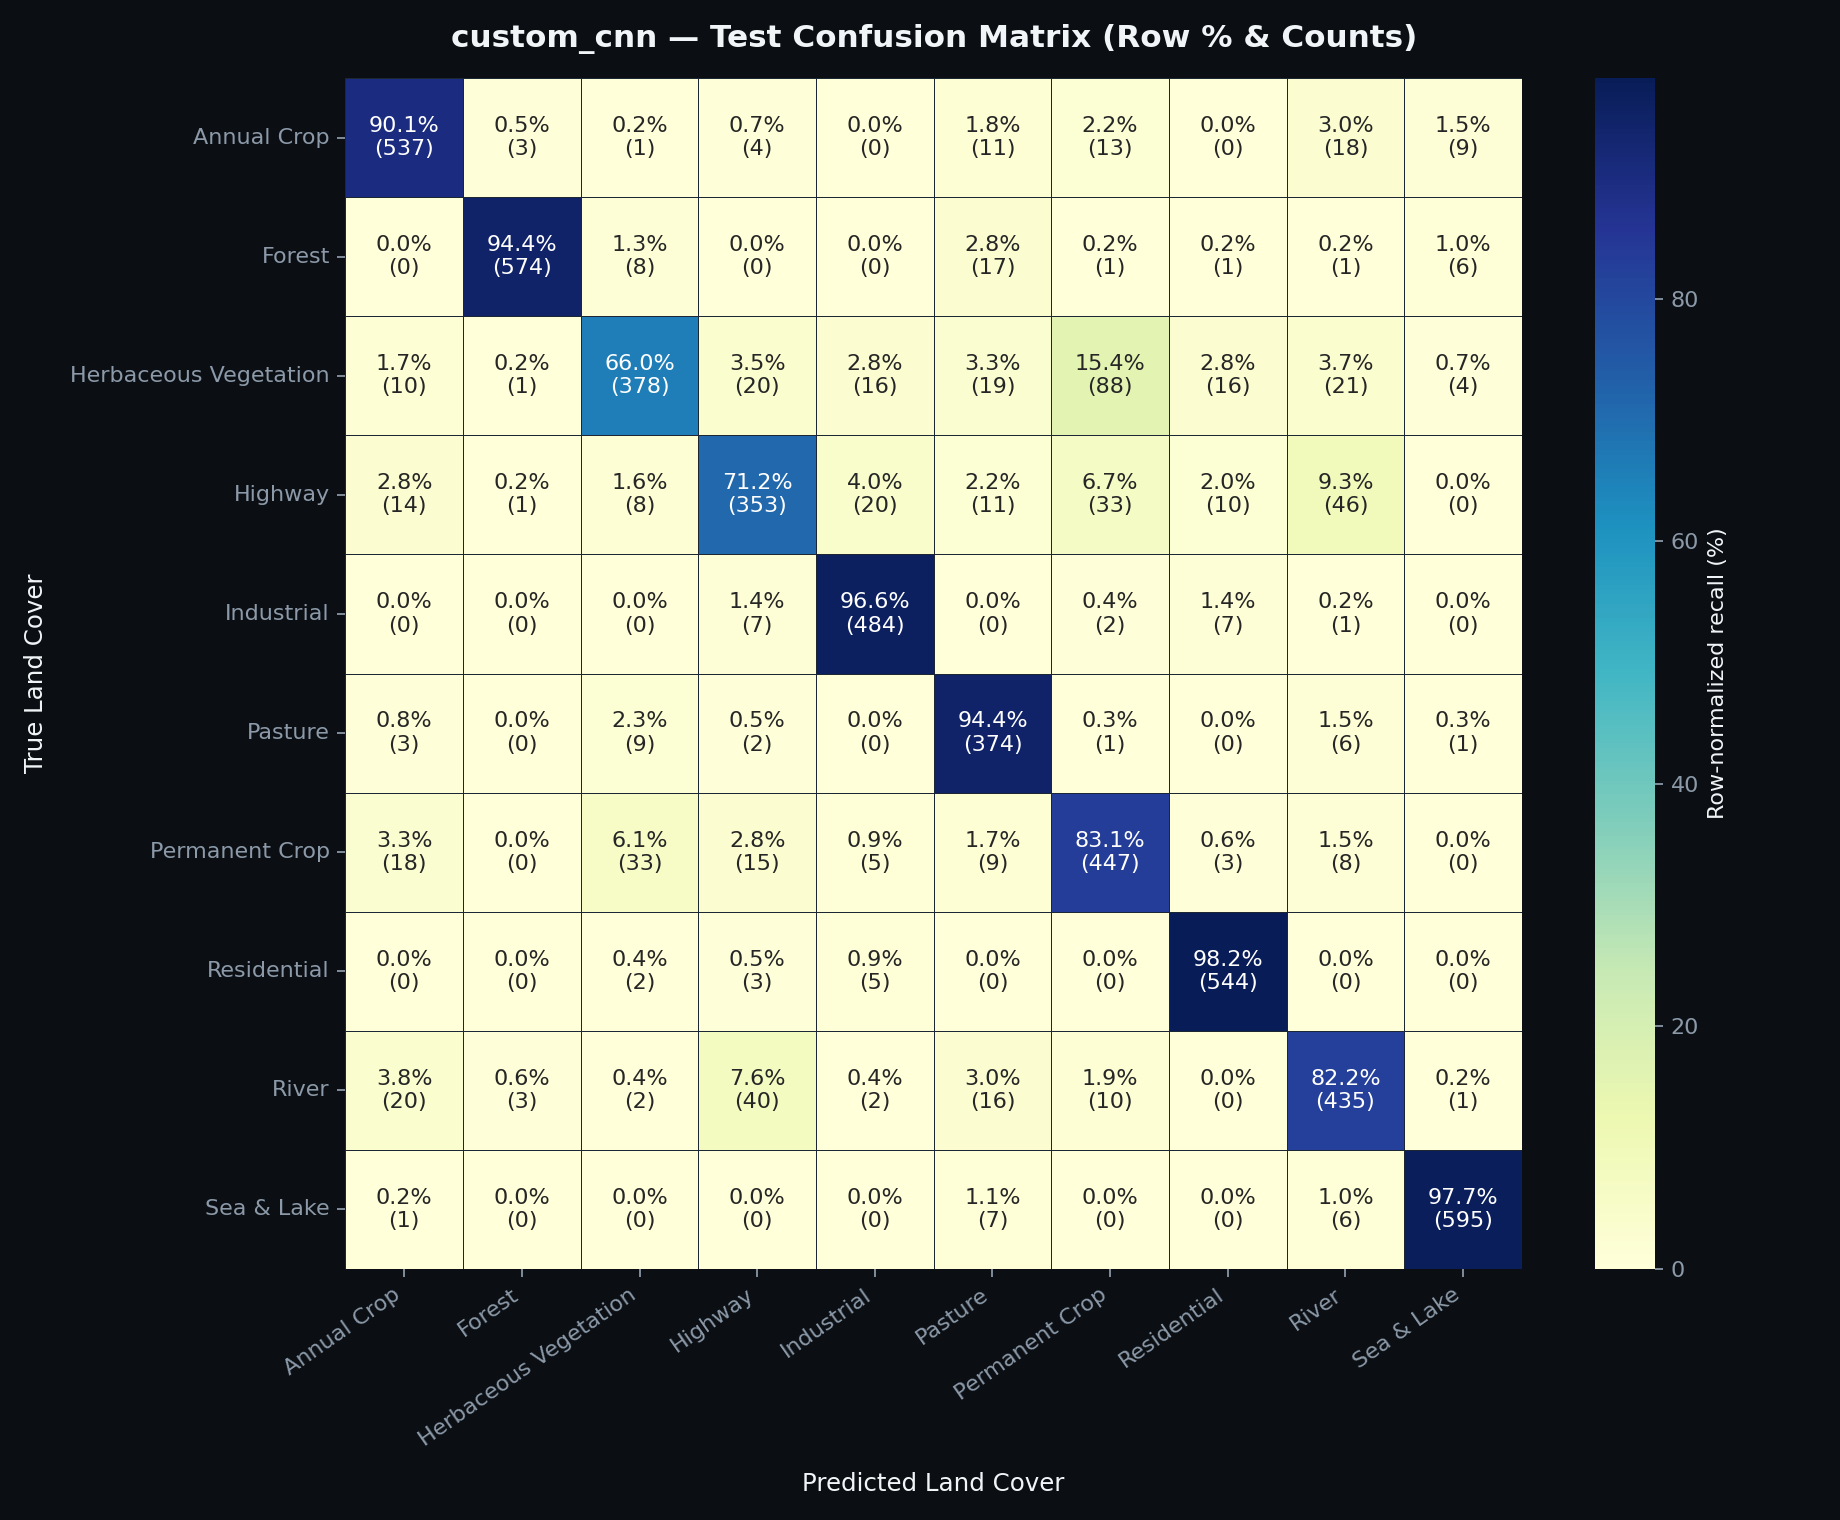 custom_cnn — Test Confusion Matrix (Row % & Counts)
True Land Cover
Annual Crop
90.1% 0.5% 0.2% 0.7% 0.0% 1.8% 2.2% 0.0% 3.0% 1.5%
(537) (3) (1) (4) (0) (11) (13) (0) (18) (9)
Forest
0.0% 94.4% 1.3% 0.0% 0.0% 2.8% 0.2% 0.2% 0.2% 1.0%
(0) (574) (8) (0) (0) (17) (1) (1) (1) (6)
Herbaceous Vegetation
1.7% 0.2% 66.0% 3.5% 2.8% 3.3% 15.4% 2.8% 3.7% 0.7%
(10) (1) (378) (20) (16) (19) (88) (16) (21) (4)
Highway
2.8% 0.2% 1.6% 71.2% 4.0% 2.2% 6.7% 2.0% 9.3% 0.0%
(14) (1) (8) (353) (20) (11) (33) (10) (46) (0)
Industrial
0.0% 0.0% 0.0% 1.4% 96.6% 0.0% 0.4% 1.4% 0.2% 0.0%
(0) (0) (0) (7) (484) (0) (2) (7) (1) (0)
Pasture
0.8% 0.0% 2.3% 0.5% 0.0% 94.4% 0.3% 0.0% 1.5% 0.3%
(3) (0) (9) (2) (0) (374) (1) (0) (6) (1)
Permanent Crop
3.3% 0.0% 6.1% 2.8% 0.9% 1.7% 83.1% 0.6% 1.5% 0.0%
(18) (0) (33) (15) (5) (9) (447) (3) (8) (0)
Residential
0.0% 0.0% 0.4% 0.5% 0.9% 0.0% 0.0% 98.2% 0.0% 0.0%
(0) (0) (2) (3) (5) (0) (0) (544) (0) (0)
River
3.8% 0.6% 0.4% 7.6% 0.4% 3.0% 1.9% 0.0% 82.2% 0.2%
(20) (3) (2) (40) (2) (16) (10) (0) (435) (1)
Sea & Lake
0.2% 0.0% 0.0% 0.0% 0.0% 1.1% 0.0% 0.0% 1.0% 97.7%
(1) (0) (0) (0) (0) (7) (0) (0) (6) (595)
Annual Crop
Forest
Herbaceous Vegetation
Highway
Industrial
Pasture
Permanent Crop
Residential
River
Sea & Lake
Predicted Land Cover
80
60
40
20
0
Row-normalized recall (%)